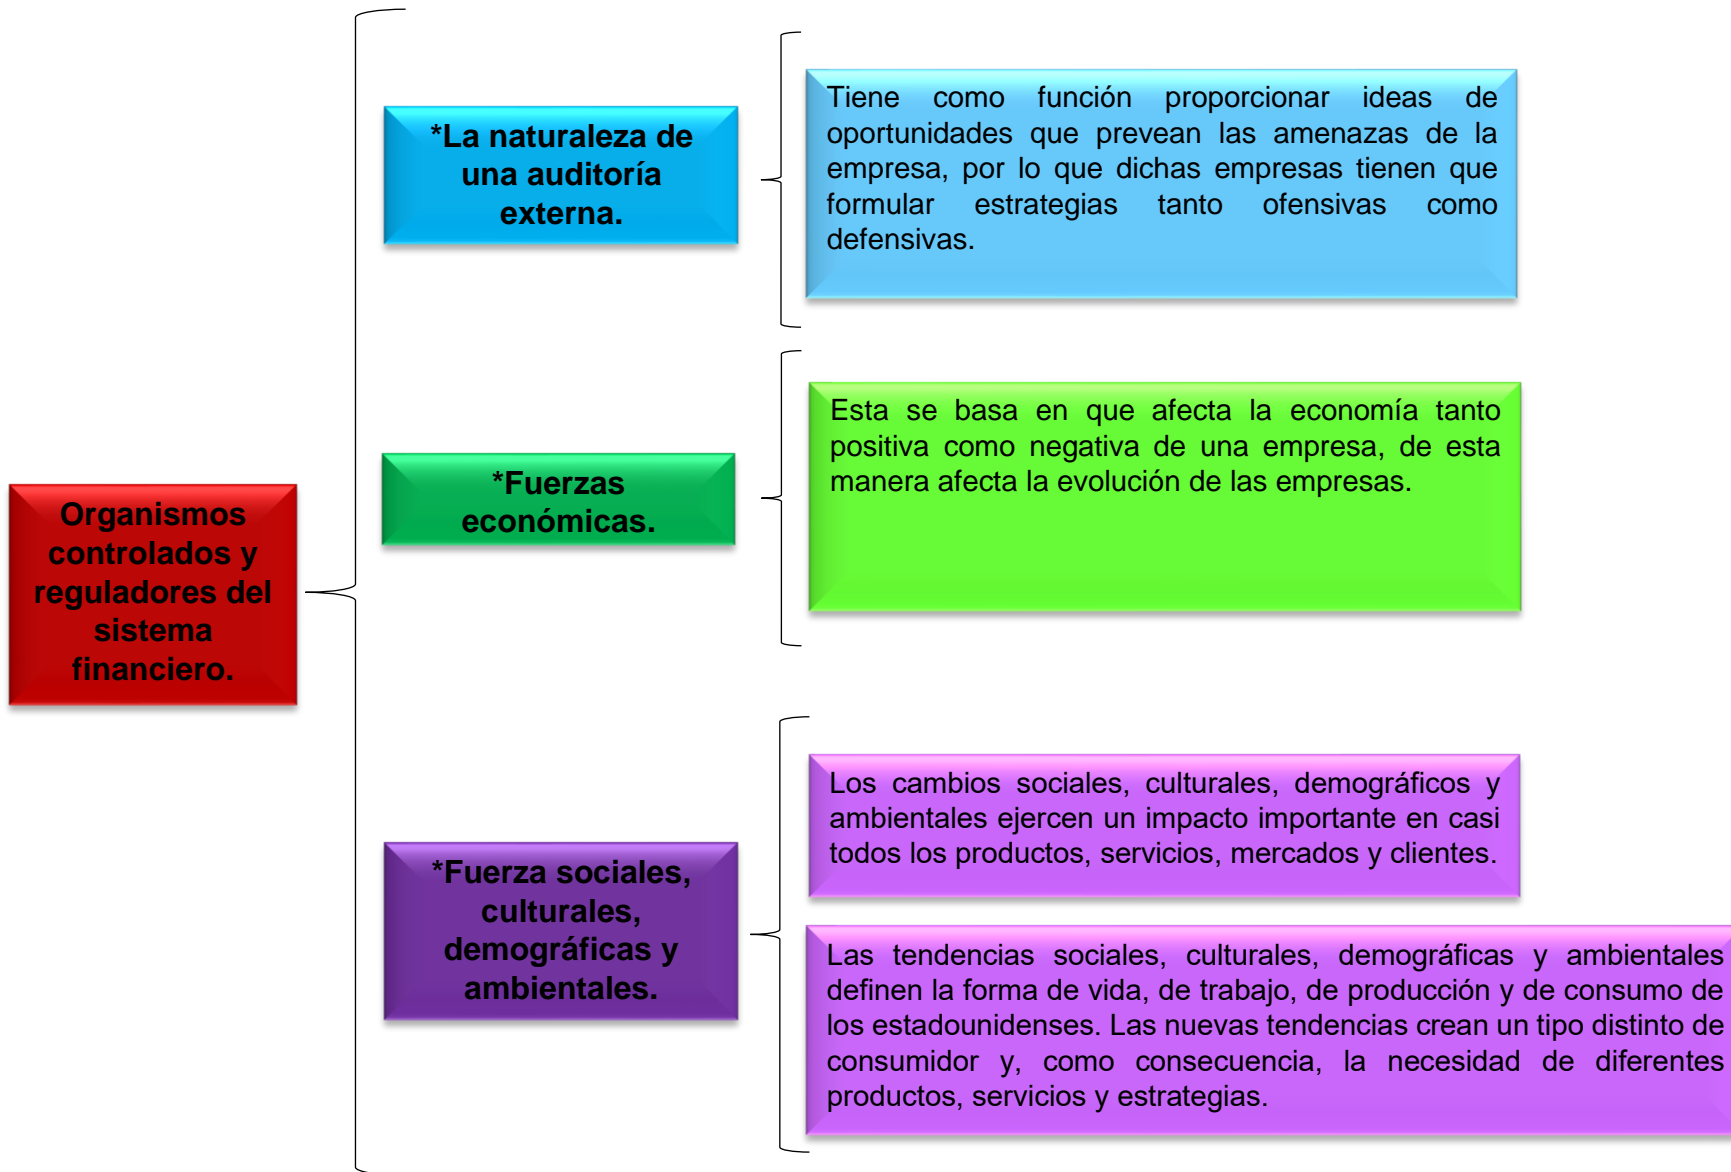 Organismos
controlados y
reguladores del
sistema
financiero.
*La naturaleza de
una auditoría
externa.
Tiene como función proporcionar ideas de
oportunidades que prevean las amenazas de la
empresa, por lo que dichas empresas tienen que
formular estrategias tanto ofensivas como
defensivas.
*Fuerzas
económicas.
Esta se basa en que afecta la economía tanto
positiva como negativa de una empresa, de esta
manera afecta la evolución de las empresas.
*Fuerza sociales,
culturales,
demográficas y
ambientales.
Los cambios sociales, culturales, demográficos y
ambientales ejercen un impacto importante en casi
todos los productos, servicios, mercados y clientes.
Las tendencias sociales, culturales, demográficas y ambientales
definen la forma de vida, de trabajo, de producción y de consumo de
los estadounidenses. Las nuevas tendencias crean un tipo distinto de
consumidor y, como consecuencia, la necesidad de diferentes
productos, servicios y estrategias.